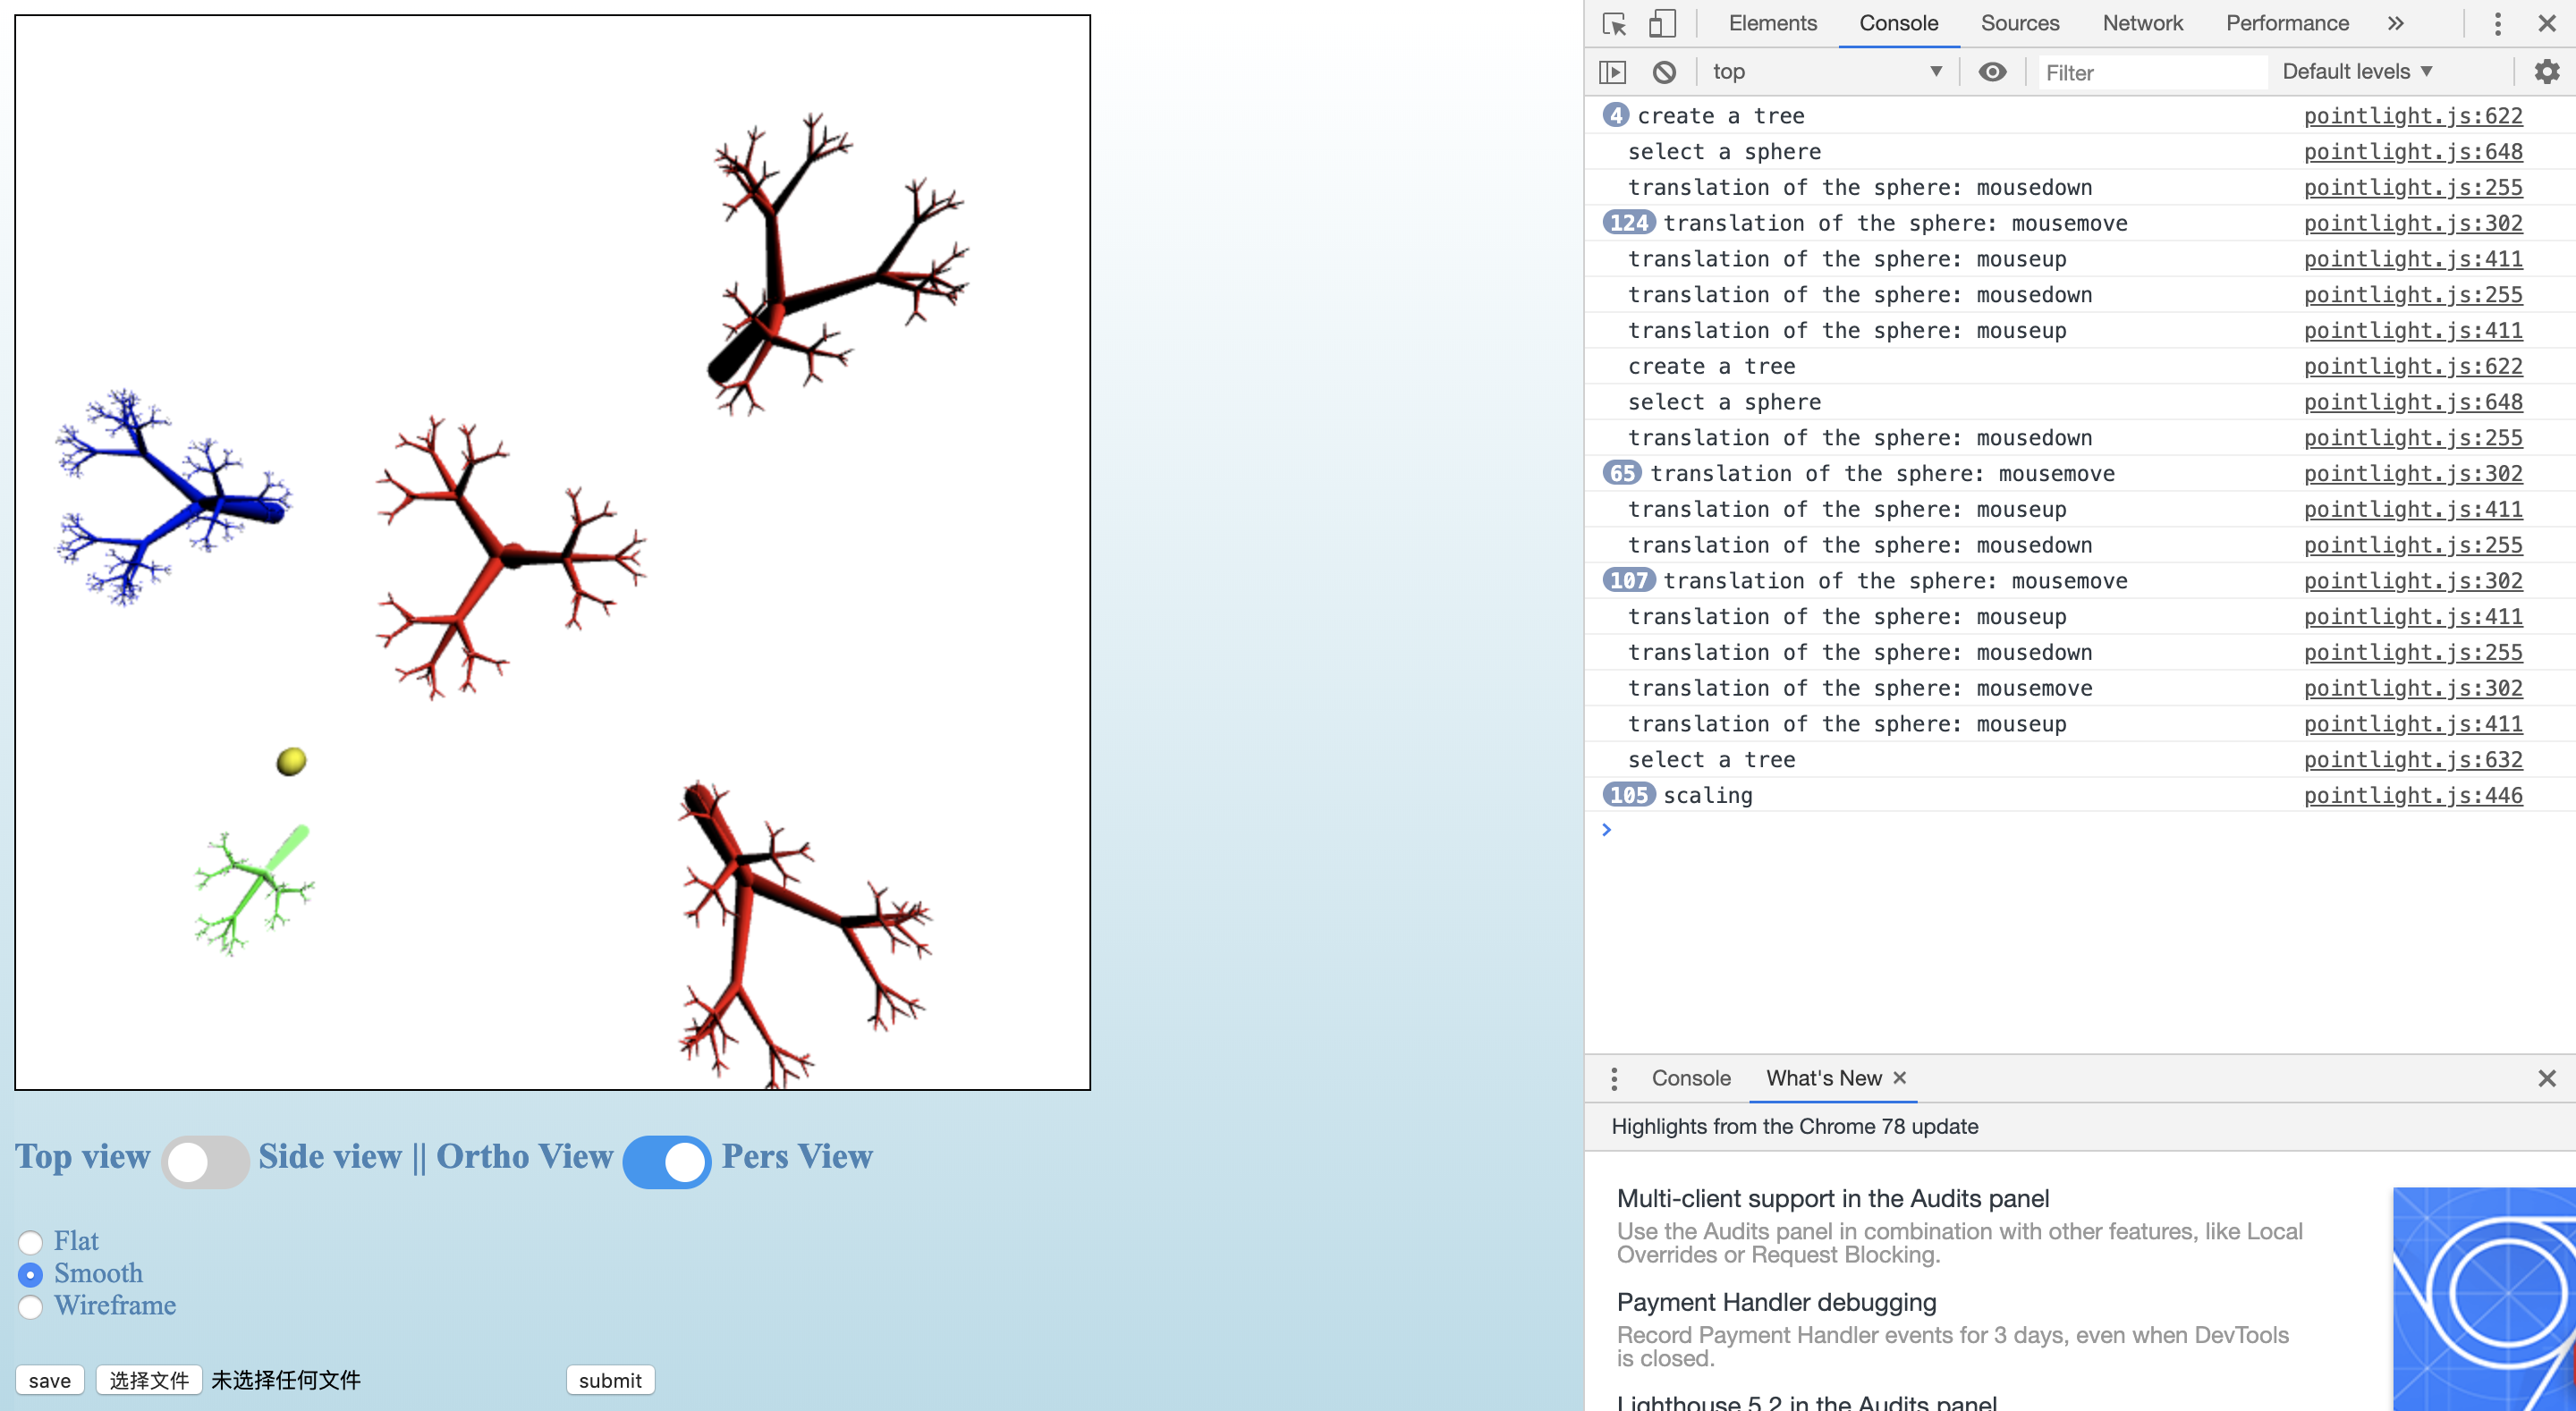 Elements Console Sources Network Performance »
top ▼ Filter Default levels ▼
4 create a tree pointlight.js:622
select a sphere pointlight.js:648
translation of the sphere: mousedown pointlight.js:255
124 translation of the sphere: mousemove pointlight.js:302
translation of the sphere: mouseup pointlight.js:411
translation of the sphere: mousedown pointlight.js:255
translation of the sphere: mouseup pointlight.js:411
create a tree pointlight.js:622
select a sphere pointlight.js:648
translation of the sphere: mousedown pointlight.js:255
65 translation of the sphere: mousemove pointlight.js:302
translation of the sphere: mouseup pointlight.js:411
translation of the sphere: mousedown pointlight.js:255
107 translation of the sphere: mousemove pointlight.js:302
translation of the sphere: mouseup pointlight.js:411
translation of the sphere: mousedown pointlight.js:255
translation of the sphere: mousemove pointlight.js:302
translation of the sphere: mouseup pointlight.js:411
select a tree pointlight.js:632
105 scaling pointlight.js:446
Console What's New ×
Highlights from the Chrome 78 update
Multi-client support in the Audits panel
Use the Audits panel in combination with other features, like Local
Overrides or Request Blocking.
Payment Handler debugging
Record Payment Handler events for 3 days, even when DevTools
is closed.
Lighthouse 5.2 in the Audits panel
Top view Side view || Ortho View Pers View
Flat
Smooth
Wireframe
save 选择文件 未选择任何文件 submit